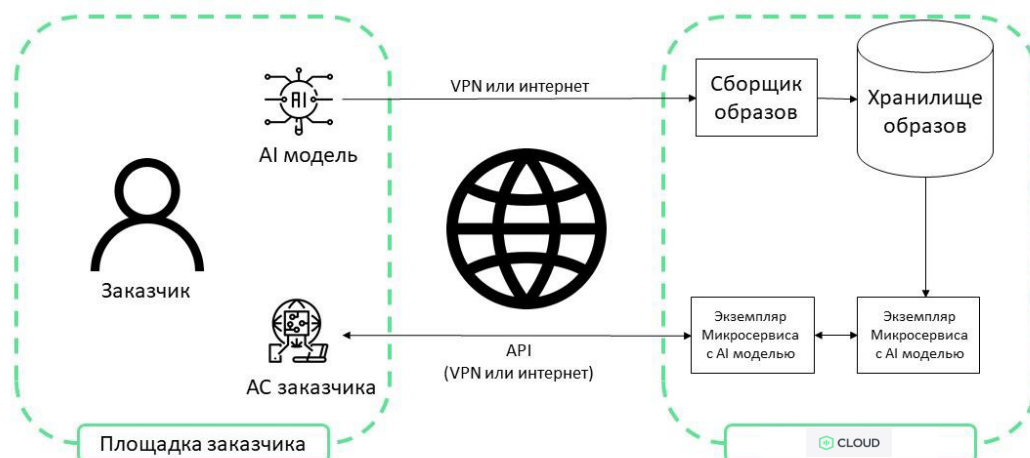 AI
AI модель
VPN или интернет
Сборщик
образов
Хранилище
образов
Заказчик
АС заказчика
API
(VPN или интернет)
Экземпляр
Микросервиса
с AI моделью
Экземпляр
Микросервиса
с AI моделью
Площадка заказчика
CLOUD